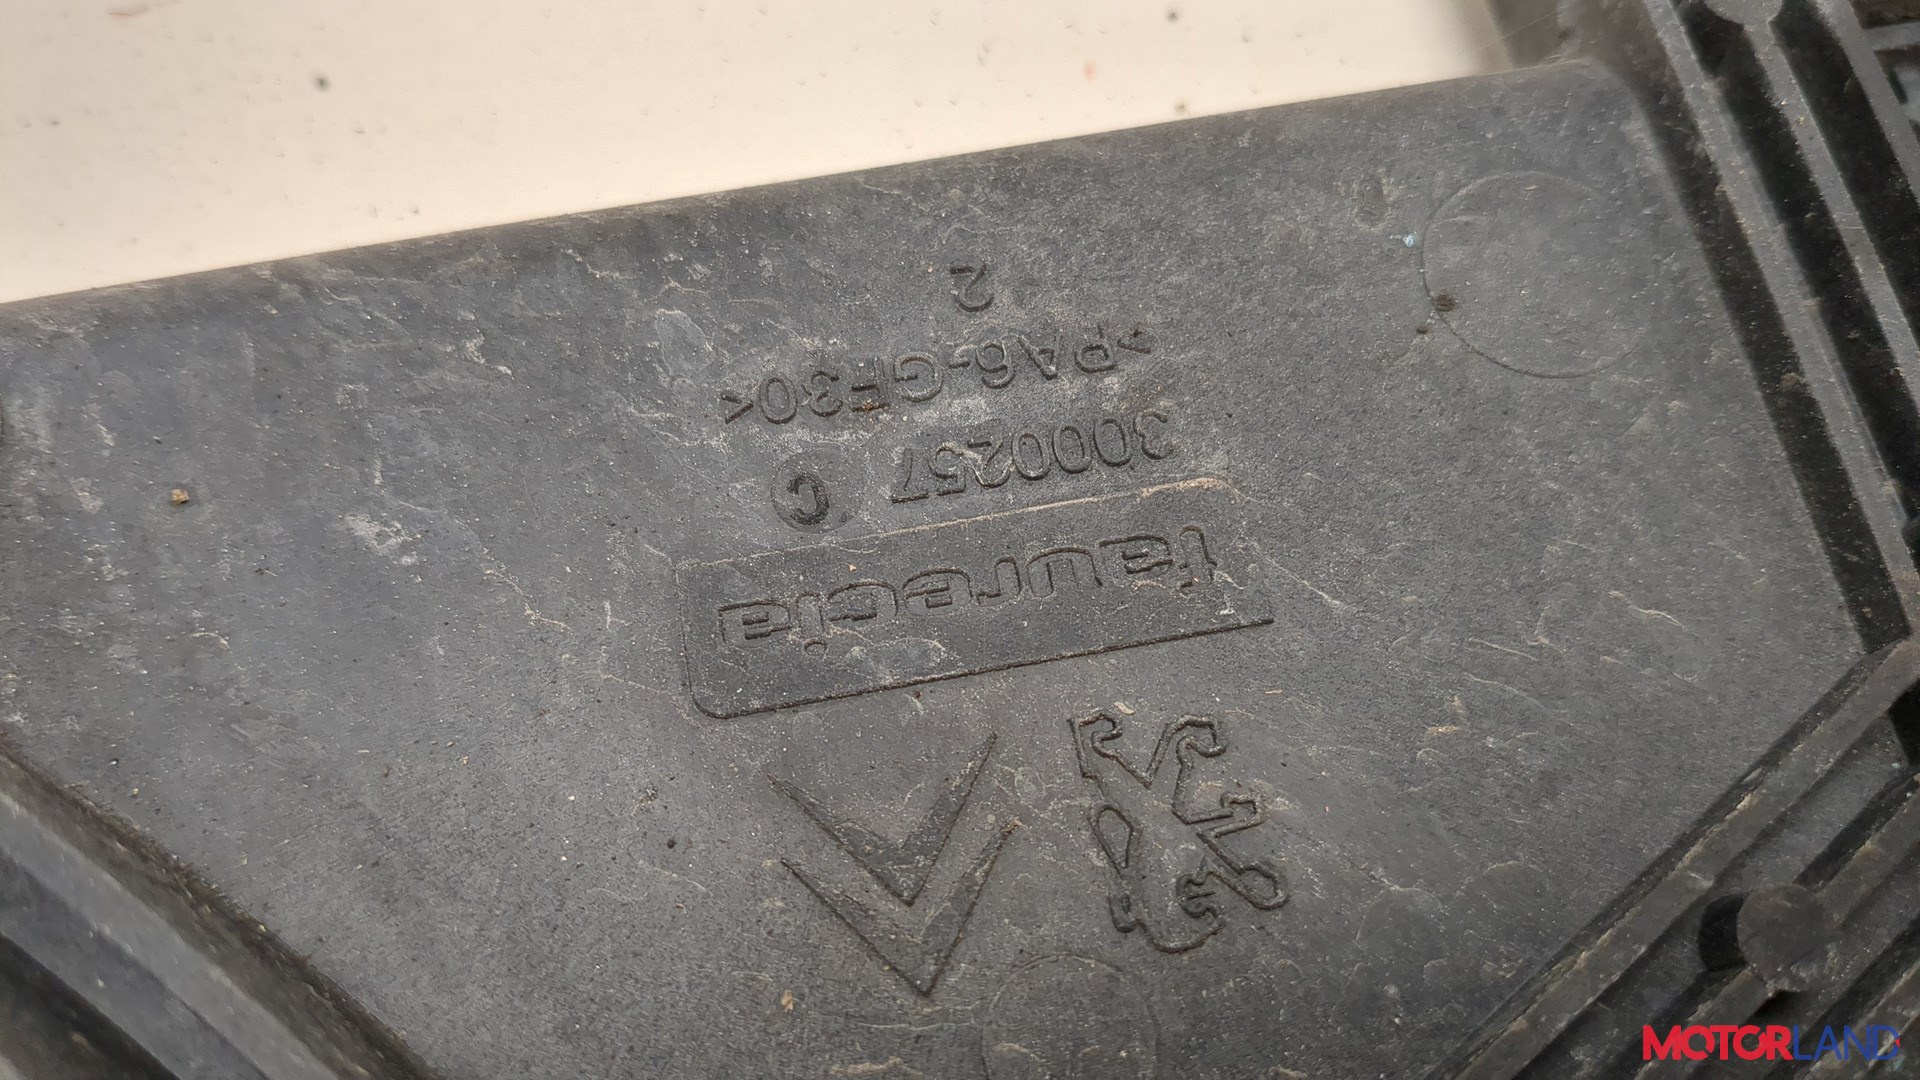 faurecia
3000257 C
>PA6-GF30<
2
MOTORLAND